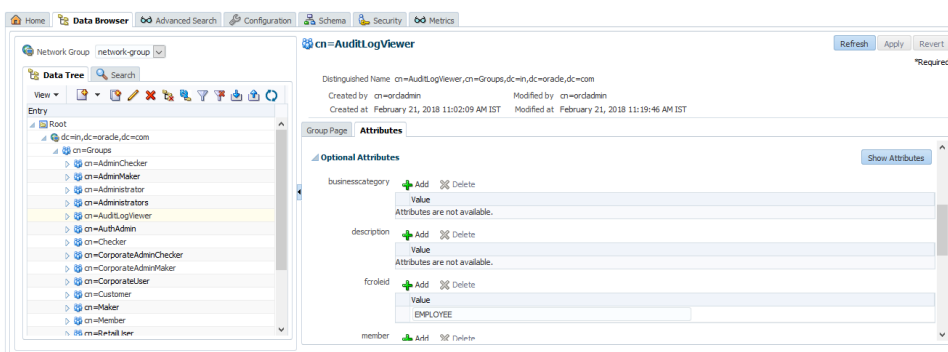 Home Data Browser Advanced Search Configuration Schema Security Metrics
Network Group network-group
Data Tree Search
View
Entry
Root
dc=in,dc=oracle,dc=com
cn=Groups
cn=AdminChecker
cn=AdminMaker
cn=Administrator
cn=Administrators
cn=AuditLogViewer
cn=AuthAdmin
cn=Checker
cn=CorporateAdminChecker
cn=CorporateAdminMaker
cn=CorporateUser
cn=Customer
cn=Maker
cn=Member
cn=RetailUser
cn=AuditLogViewer
Refresh Apply Revert
*Required
Distinguished Name cn=AuditLogViewer,cn=Groups,dc=in,dc=oracle,dc=com
Created by cn=orcladmin Modified by cn=orcladmin
Created at February 21, 2018 11:02:09 AM IST Modified at February 21, 2018 11:19:46 AM IST
Group Page Attributes
Optional Attributes Show Attributes
businesscategory Add Delete
Value
Attributes are not available.
description Add Delete
Value
Attributes are not available.
fcroleid Add Delete
Value
EMPLOYEE
member Add Delete